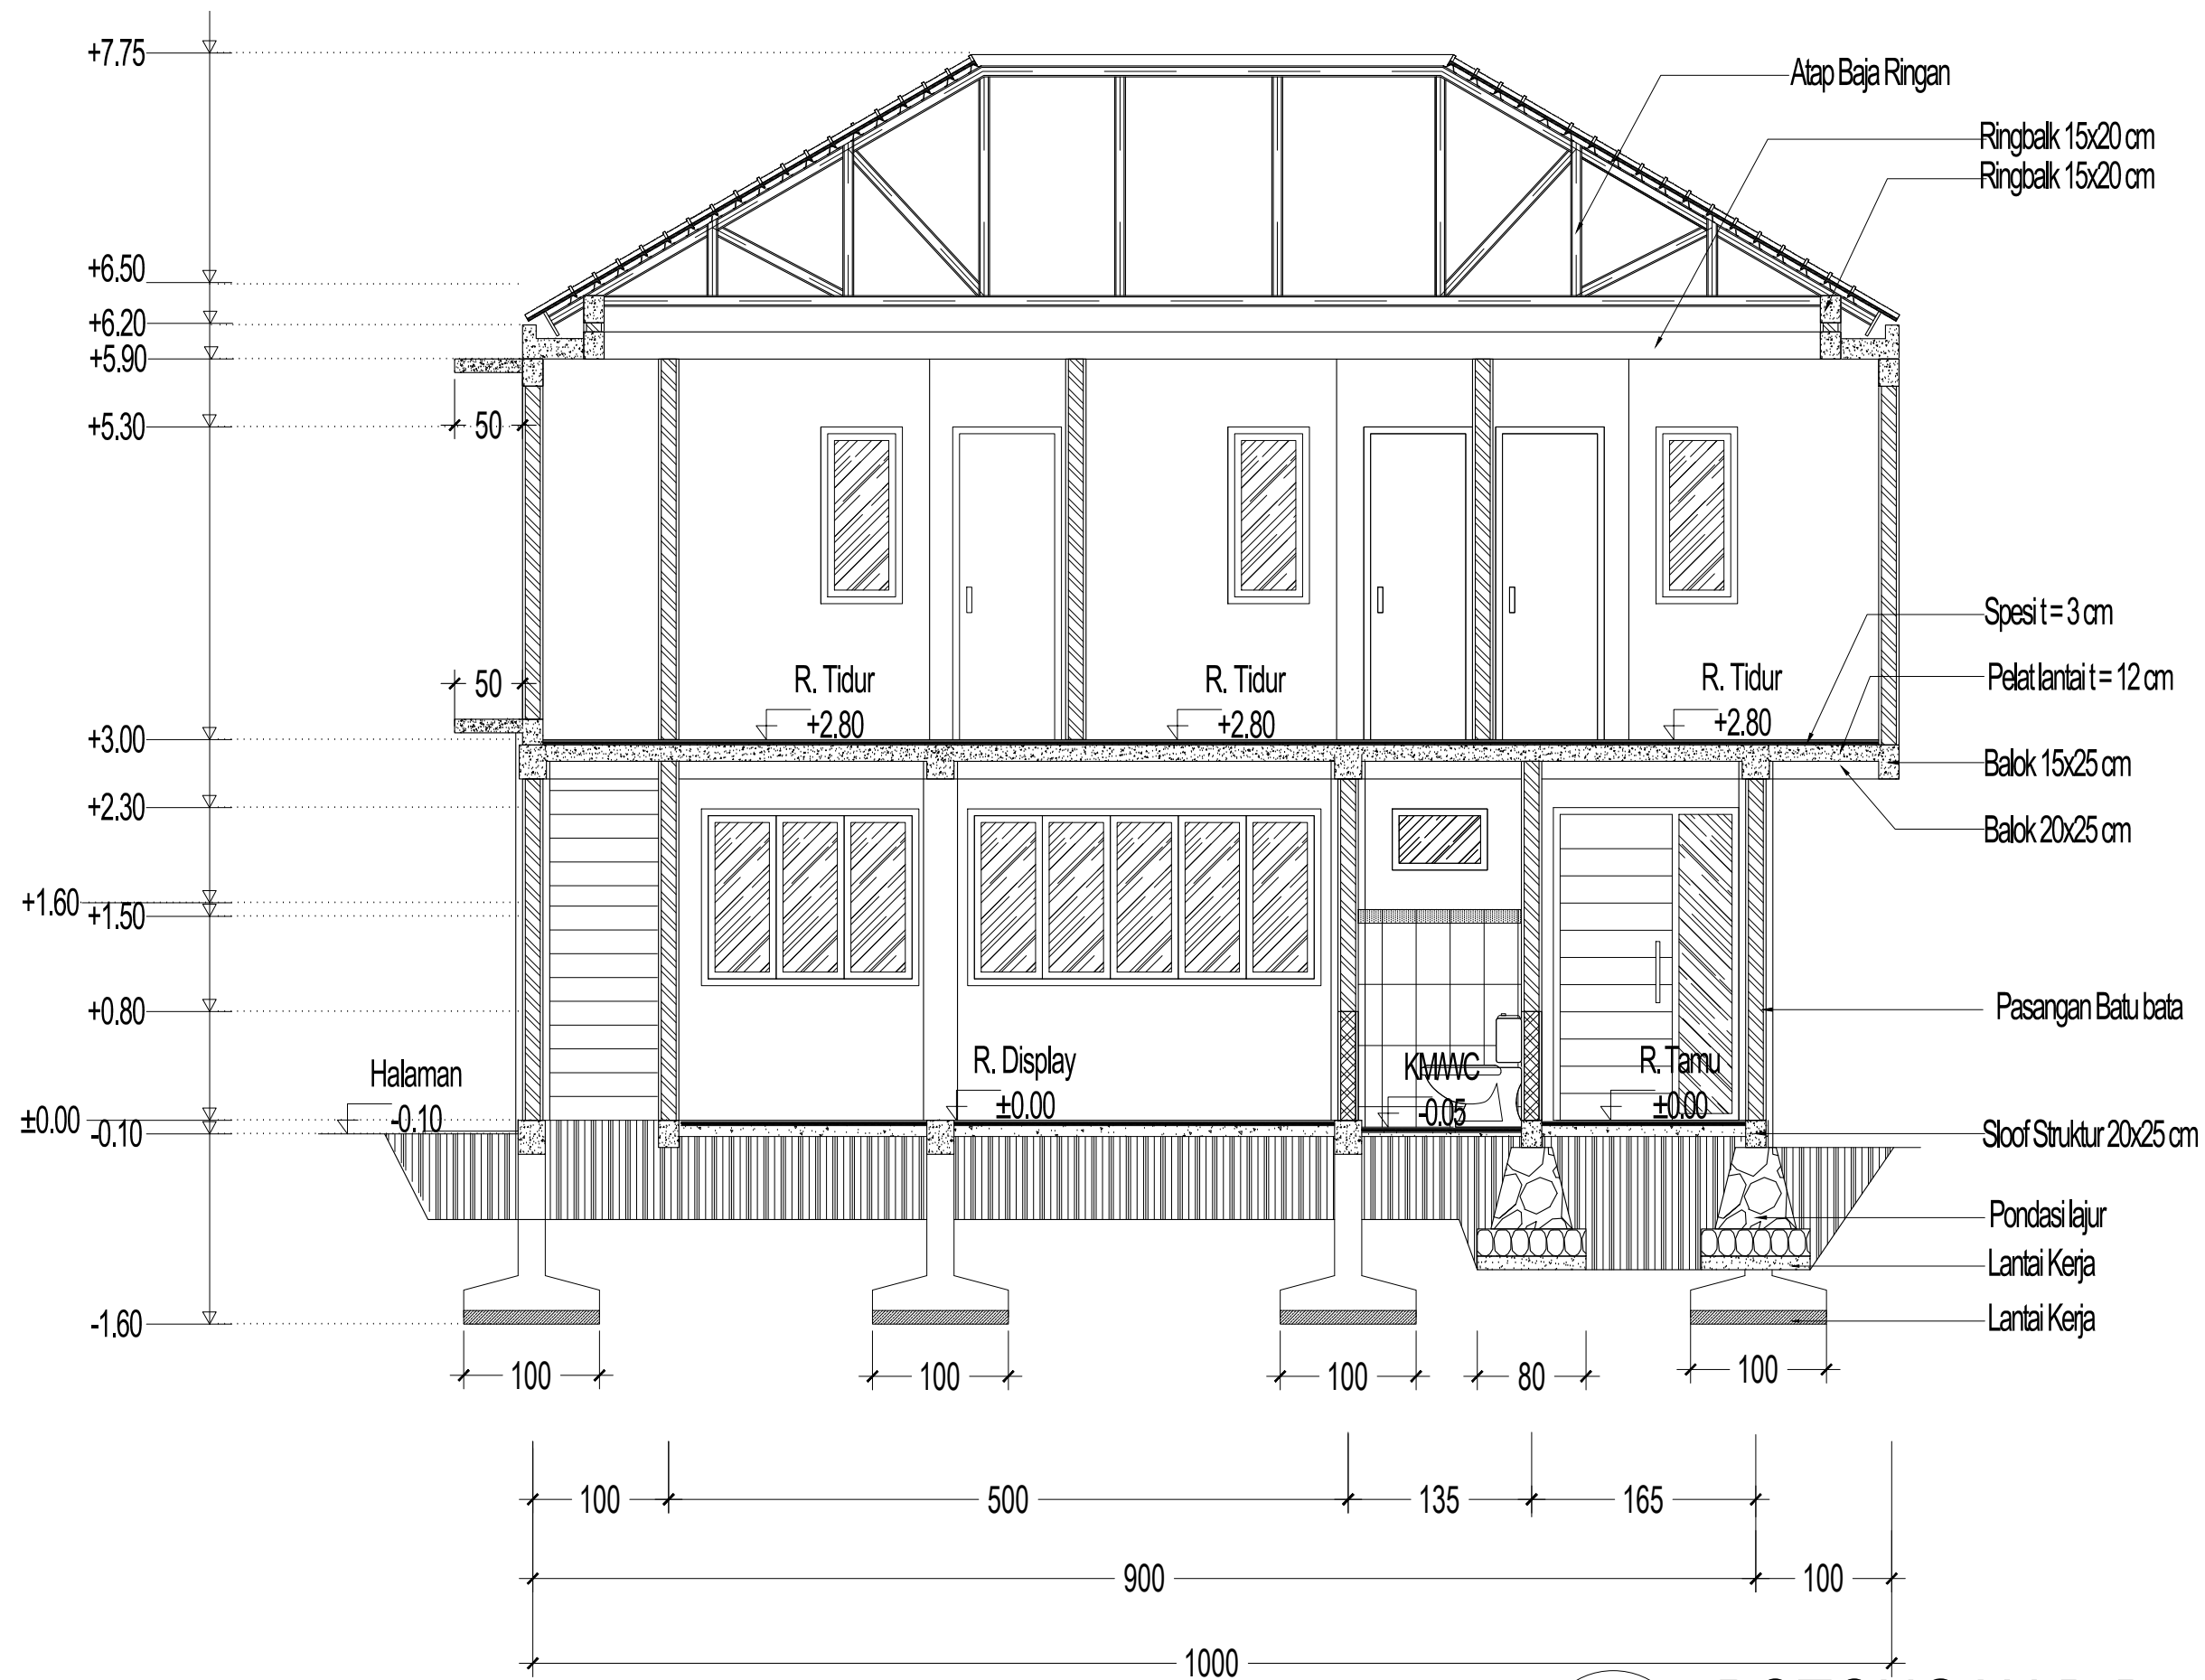 +7.75
Atap Baja Ringan
Ringbalk 15x20 cm
Ringbalk 15x20 cm
+6.50
+6.20
+5.90
+5.30
50
Spesi t = 3 cm
50
R. Tidur
R. Tidur
R. Tidur
Pelat lantai t = 12 cm
+2.80
+2.80
+2.80
+3.00
Balok 15x25 cm
+2.30
Balok 20x25 cm
+1.60
+1.50
+0.80
Pasangan Batu bata
Halaman
R. Display
KM/WC
R. Tamu
-0.10
±0.00
-0.05
±0.00
±0.00
-0.10
Sloof Struktur 20x25 cm
Pondasi lajur
Lantai Kerja
-1.60
Lantai Kerja
100
100
100
80
100
100
500
135
165
900
100
1000